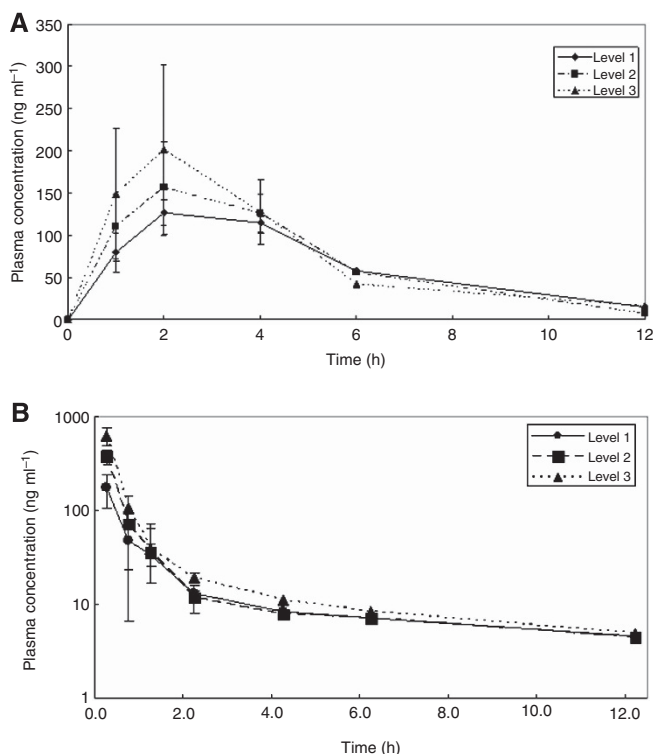 A
Plasma concentration (ng ml⁻¹)
350
300
250
200
150
100
50
0
Level 1
Level 2
Level 3
0 2 4 6 8 10 12
Time (h)
B
Plasma concentration (ng ml⁻¹)
1000
100
10
1
Level 1
Level 2
Level 3
0.0 2.0 4.0 6.0 8.0 10.0 12.0
Time (h)